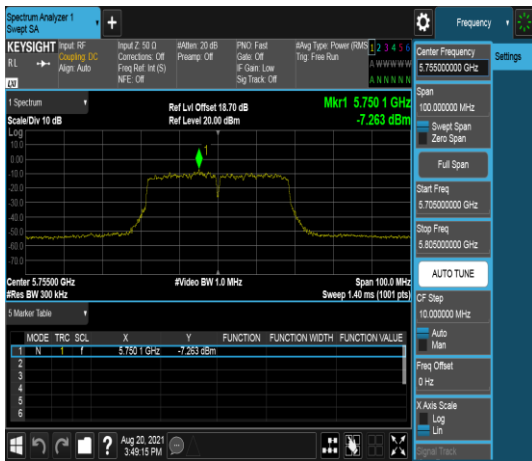 Spectrum Analyzer 1
Swept SA
+
Frequency
KEYSIGHT Input: RF Input Z: 50 Ω #Atten: 20 dB PNO: Fast #Avg Type: Power (RMS 1 2 3 4 5 6
RL Coupling: DC Corrections: Off Preamp: Off Gate: Off Trig: Free Run A W W W W W
Align: Auto Freq Ref: Int (S) IF Gain: Low
NFE: Off Sig Track: Off A N N N N N
LXI
Center Frequency
5.755000000 GHz
Settings
Span
100.000000 MHz
Swept Span
Zero Span
Full Span
Start Freq
5.705000000 GHz
Stop Freq
5.805000000 GHz
AUTO TUNE
CF Step
10.000000 MHz
Auto
Man
Freq Offset
0 Hz
X Axis Scale
Log
Lin
Signal Track
1 Spectrum
Scale/Div 10 dB
Ref Lvl Offset 18.70 dB
Ref Level 20.00 dBm
Mkr1 5.750 1 GHz
-7.263 dBm
Log
10.0
0.00
-10.0
-20.0
-30.0
-40.0
-50.0
-60.0
-70.0
1
Center 5.75500 GHz #Video BW 1.0 MHz Span 100.0 MHz
#Res BW 300 kHz Sweep 1.40 ms (1001 pts)
5 Marker Table
MODE TRC SCL X Y FUNCTION FUNCTION WIDTH FUNCTION VALUE
1 N 1 f 5.750 1 GHz -7.263 dBm
2
3
4
5
6
? Aug 20, 2021
3:49:15 PM